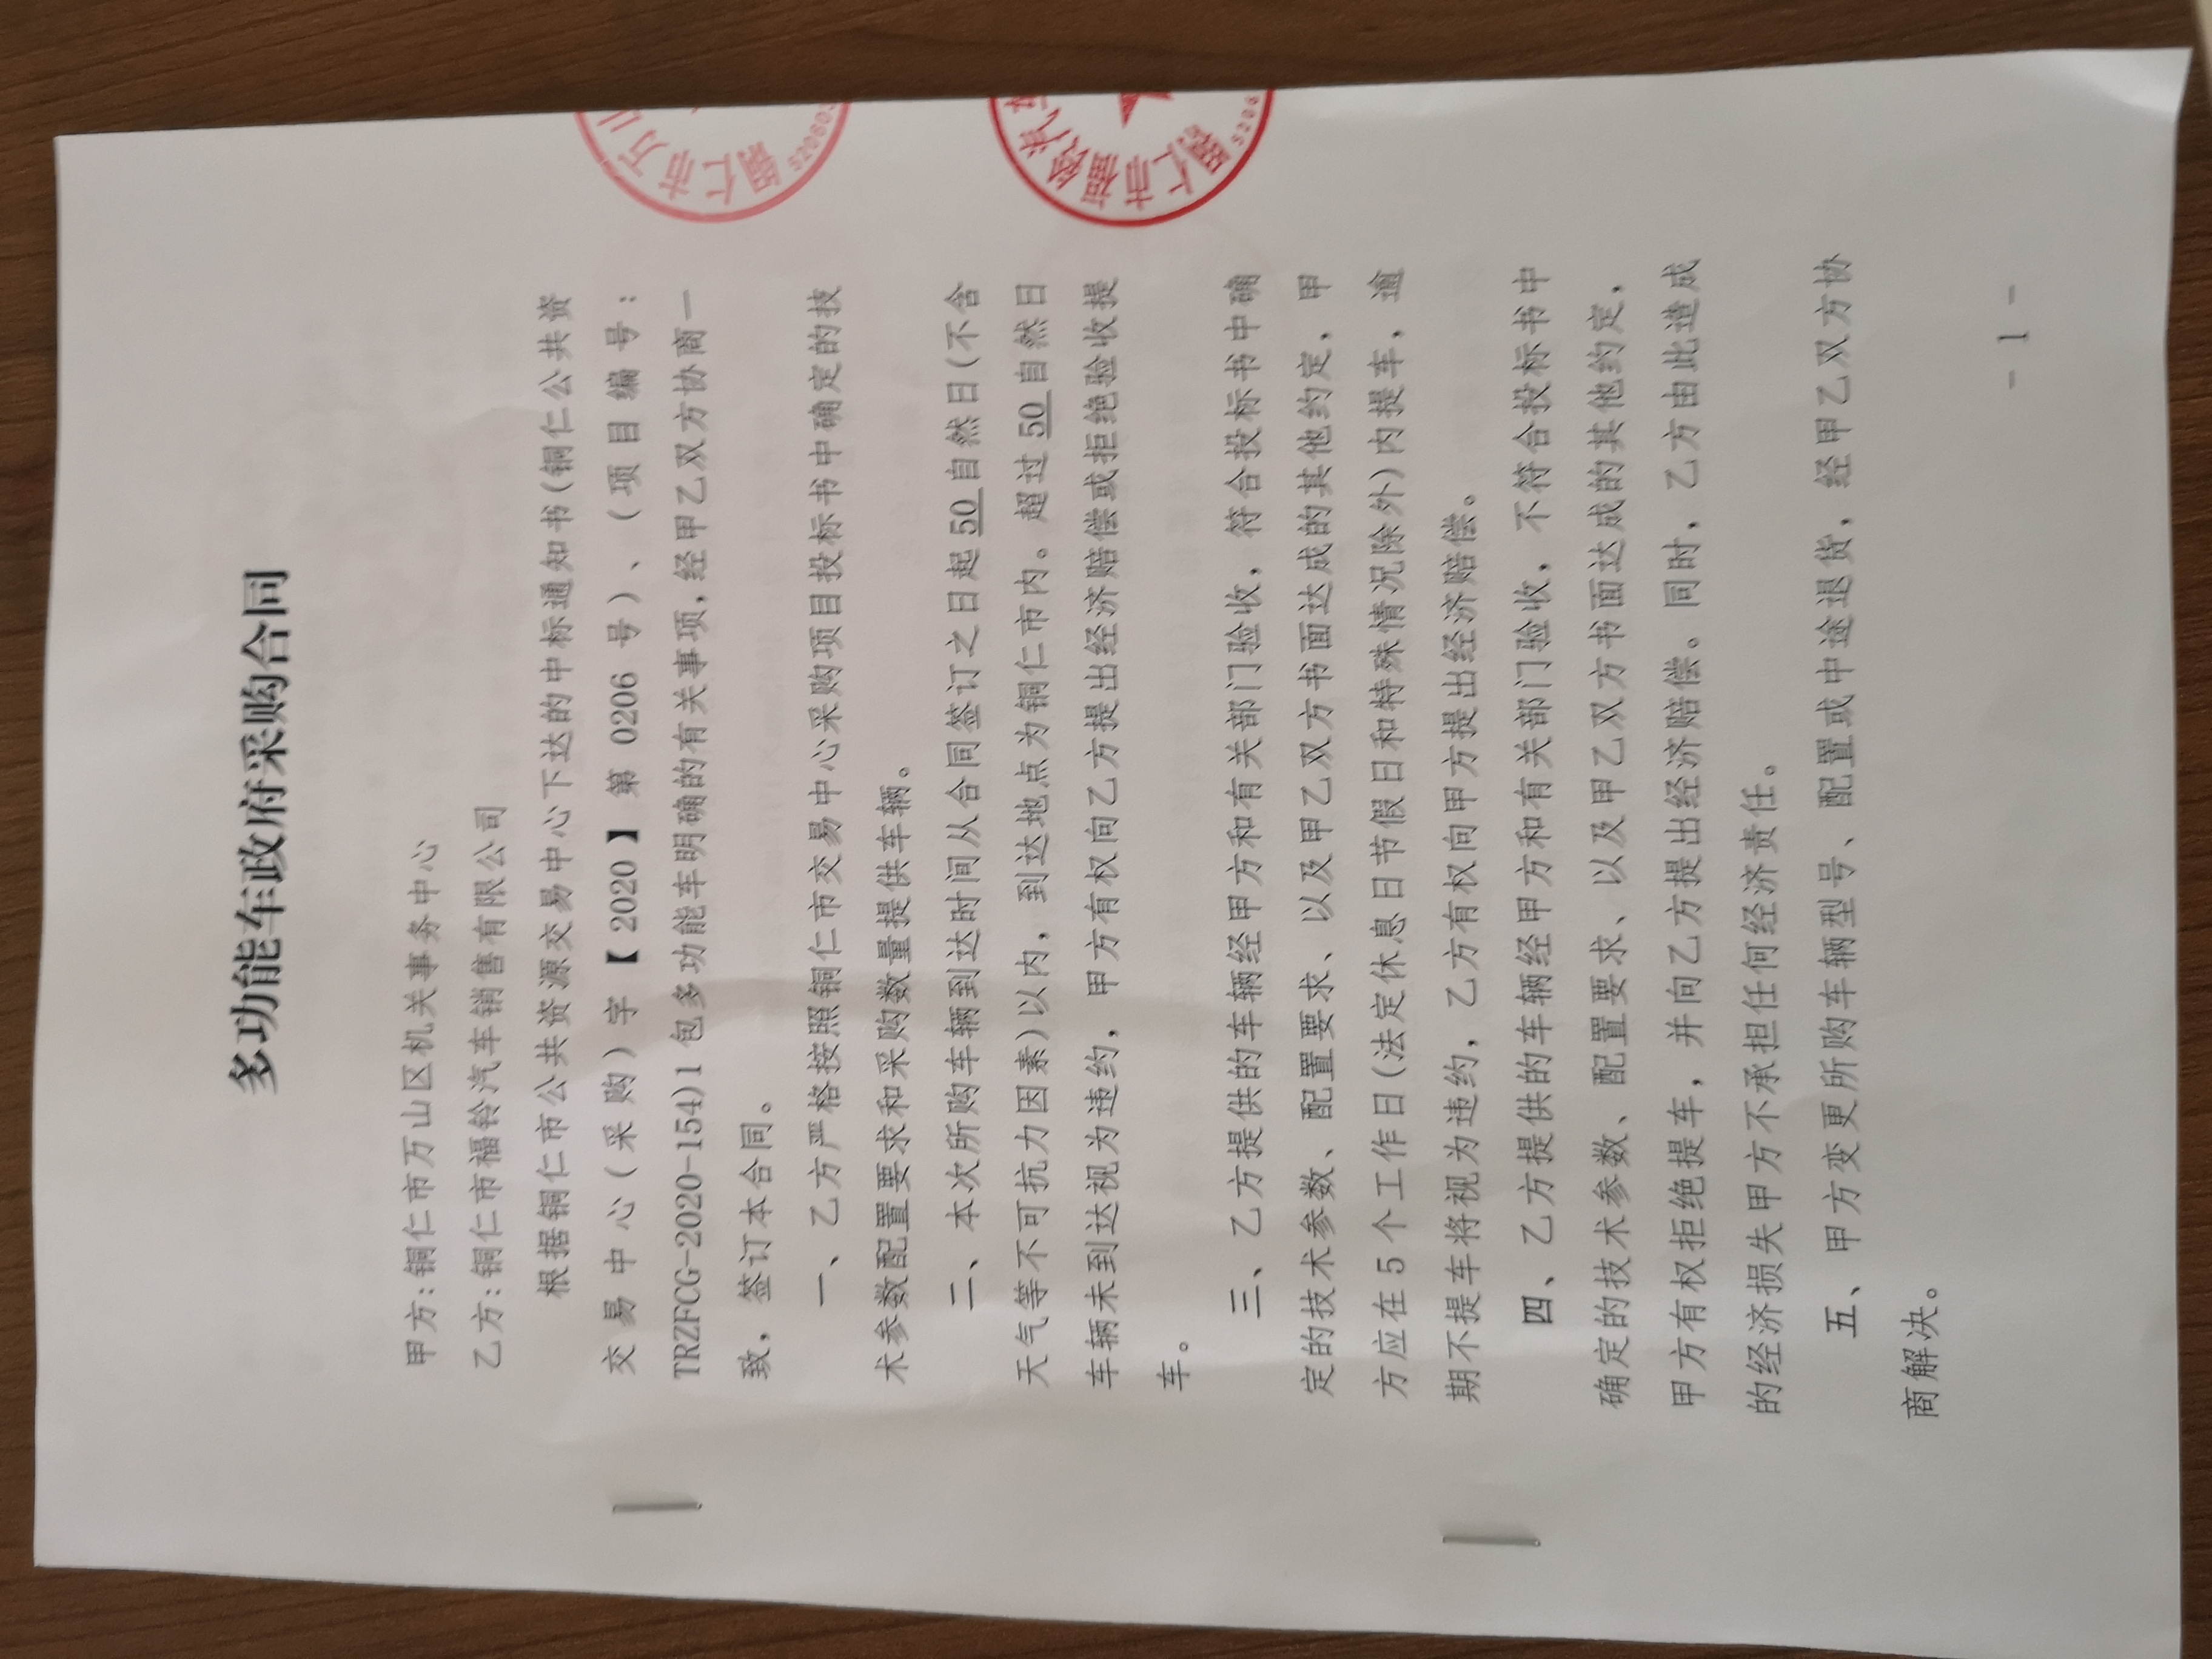 多功能车政府采购合同
甲方:铜仁市万山区机关事务中心
乙方:铜仁市福铃汽车销售有限公司
根据铜仁市公共资源交易中心下达的中标通知书(铜仁公共资
交易中心(采购)字【2020】第 0206 号)、(项目编号:
TRZFCG-2020-154)1 包多功能车明确的有关事项,经甲乙双方协商一
致，签订本合同。
一、乙方严格按照铜仁市交易中心采购项目投标书中确定的技
术参数配置要求和采购数量提供车辆。
二、本次所购车辆到达时间从合同签订之日起 50 自然日(不含
天气等不可抗力因素)以内，到达地点为铜仁市内。超过 50 自然日
车辆未到达视为违约，甲方有权向乙方提出经济赔偿或拒绝验收提
车。
三、乙方提供的车辆经甲方和有关部门验收，符合投标书中确
定的技术参数、配置要求、以及甲乙双方书面达成的其他约定，甲
方应在 5 个工作日(法定休息日节假日和特殊情况除外)内提车，逾
期不提车将视为违约，乙方有权向甲方提出经济赔偿。
四、乙方提供的车辆经甲方和有关部门验收，不符合投标书中
确定的技术参数、配置要求、以及甲乙双方书面达成的其他约定，
甲方有权拒绝提车，并向乙方提出经济赔偿。同时，乙方由此造成
的经济损失甲方不承担任何经济责任。
五、甲方变更所购车辆型号、配置或中途退货，经甲乙双方协
商解决。
- 1 -
铜仁市万
52060
铜仁市福铃汽
5206